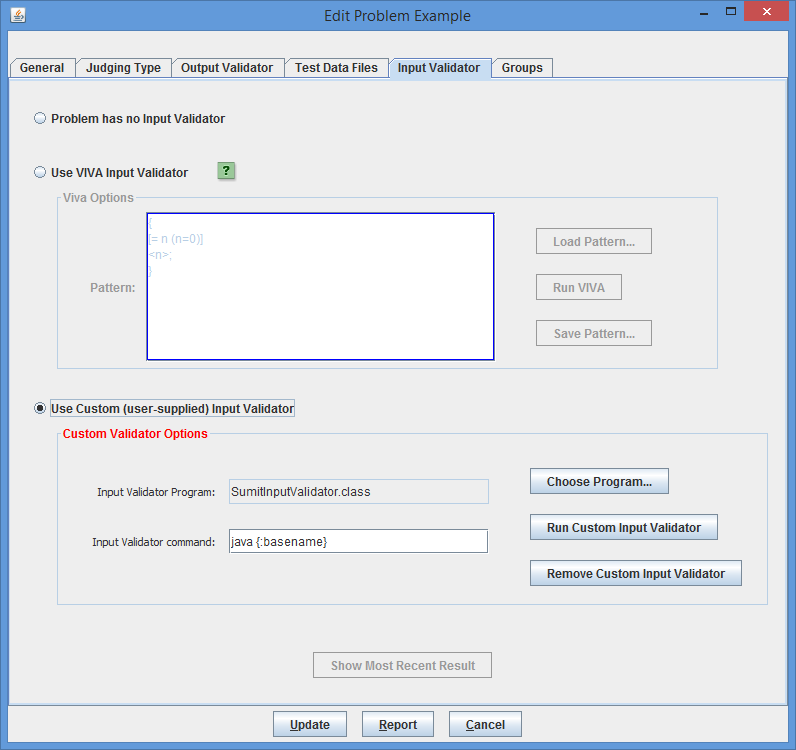 Edit Problem Example
General Judging Type Output Validator Test Data Files Input Validator Groups
Problem has no Input Validator
Use VIVA Input Validator ?
Viva Options
{
[= n (n=0)]
<n>;
}
Pattern:
Load Pattern...
Run VIVA
Save Pattern...
Use Custom (user-supplied) Input Validator
Custom Validator Options
Input Validator Program: SumitInputValidator.class
Choose Program...
Input Validator command: java {:basename}
Run Custom Input Validator
Remove Custom Input Validator
Show Most Recent Result
Update Report Cancel